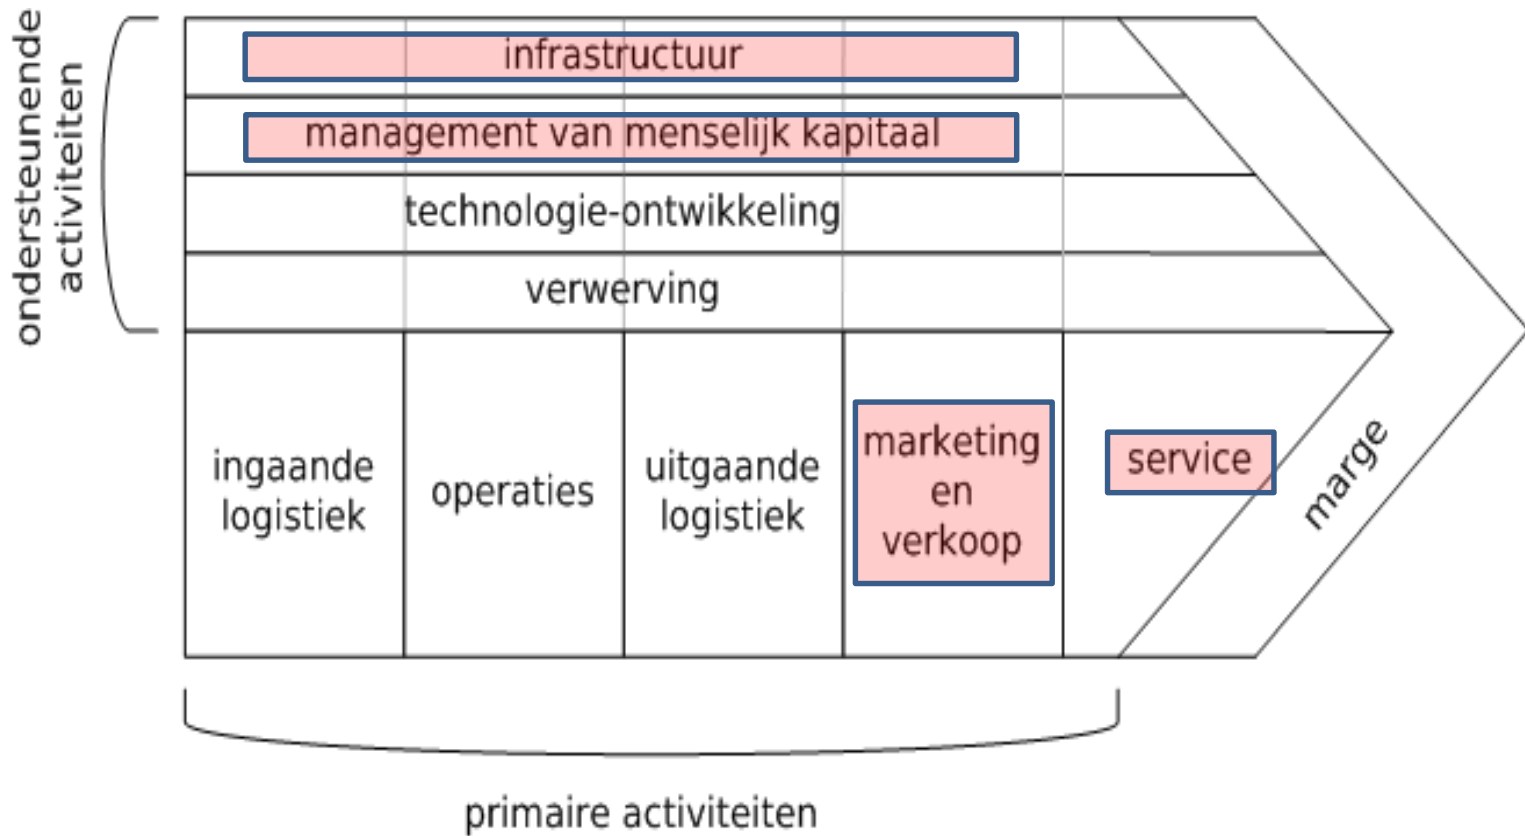 ondersteunende
activiteiten
infrastructuur
management van menselijk kapitaal
technologie-ontwikkeling
verwerving
ingaande
logistiek
operaties
uitgaande
logistiek
marketing
en
verkoop
service
marge
primaire activiteiten